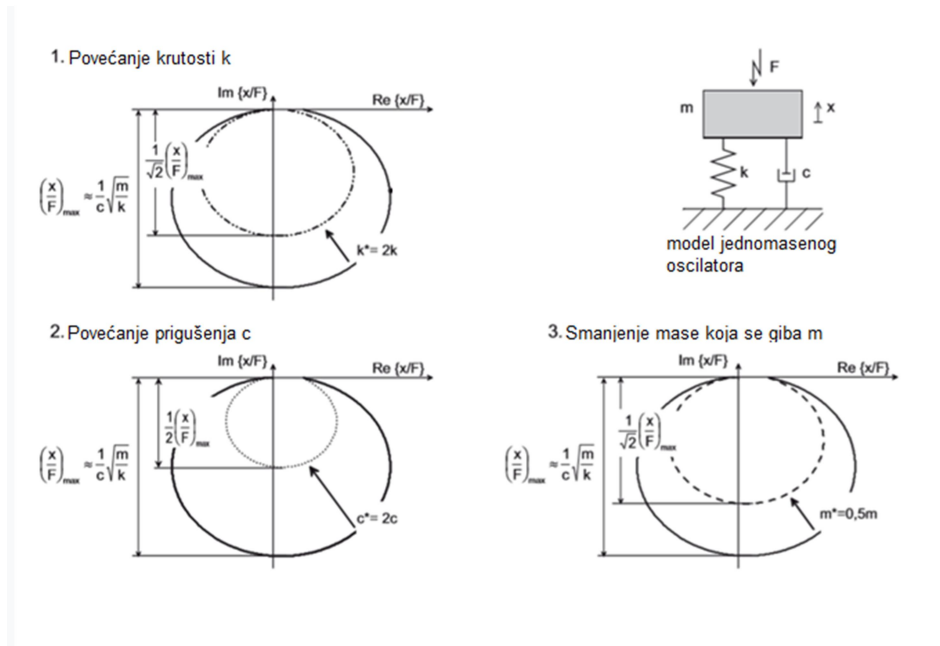 1. Povećanje krutosti k
Im {x/F}
Re {x/F}
1/√2 (x/F)max
(x/F)max ≈ 1/c √m/k
k*= 2k
F
m
x
k
c
model jednomasenog
oscilatora
2. Povećanje prigušenja c
Im {x/F}
Re {x/F}
1/2 (x/F)max
(x/F)max ≈ 1/c √m/k
c*= 2c
3. Smanjenje mase koja se giba m
Im {x/F}
Re {x/F}
1/√2 (x/F)max
(x/F)max ≈ 1/c √m/k
m*=0,5m